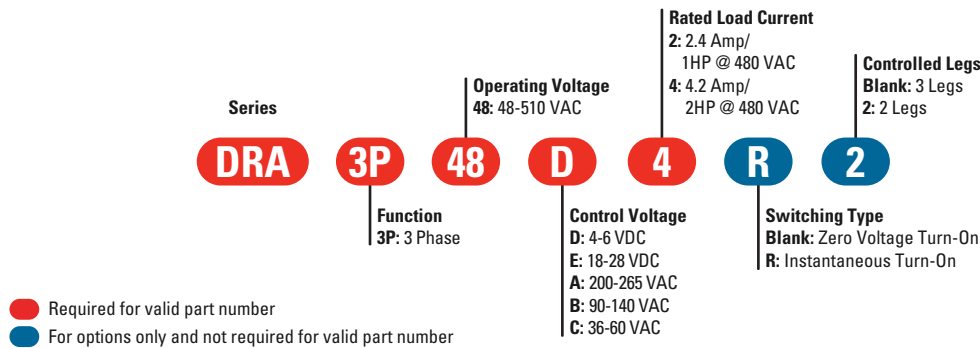 Rated Load Current
2: 2.4 Amp/
1HP @ 480 VAC
4: 4.2 Amp/
2HP @ 480 VAC
Controlled Legs
Blank: 3 Legs
2: 2 Legs
Operating Voltage
48: 48-510 VAC
Series
DRA 3P 48 D 4 R 2
Function
3P: 3 Phase
Control Voltage
D: 4-6 VDC
E: 18-28 VDC
A: 200-265 VAC
B: 90-140 VAC
C: 36-60 VAC
Switching Type
Blank: Zero Voltage Turn-On
R: Instantaneous Turn-On
Required for valid part number
For options only and not required for valid part number